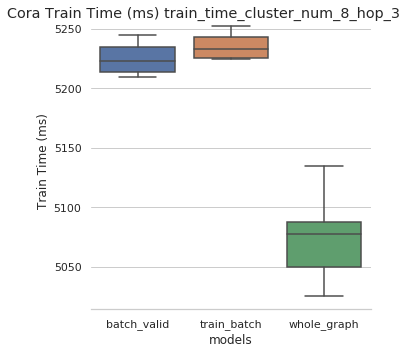 Cora Train Time (ms) train_time_cluster_num_8_hop_3
5250
5200
5150
5100
5050
Train Time (ms)
batch_valid train_batch whole_graph
models